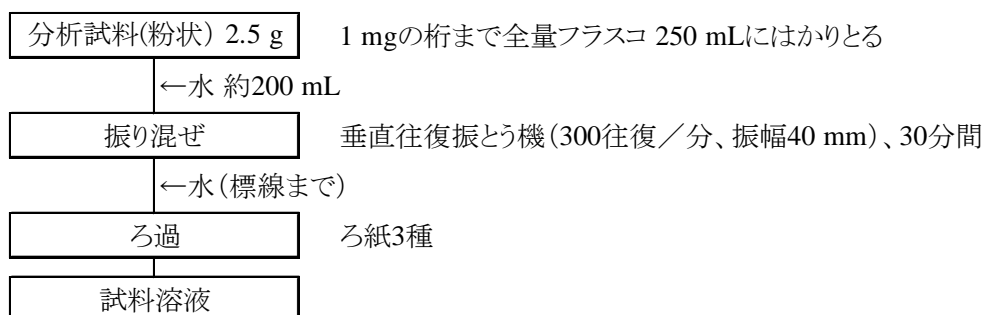 分析試料(粉状) 2.5 g 1 mgの桁まで全量フラスコ 250 mLにはかりとる
←水 約200 mL
振り混ぜ 垂直往復振とう機(300往復/分、振幅40 mm)、30分間
←水(標線まで)
ろ過 ろ紙3種
試料溶液